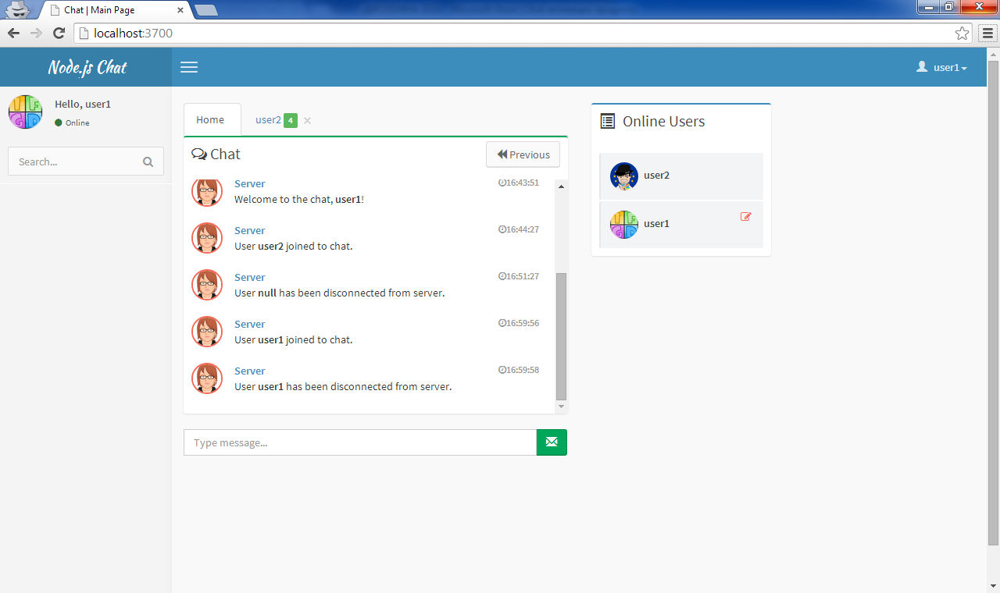 Chat | Main Page
localhost:3700
Node.js Chat
user1
Hello, user1
Online
Search...
Home
user2 4
Chat
Previous
Server 16:43:51
Welcome to the chat, user1!
Server 16:44:27
User user2 joined to chat.
Server 16:51:27
User null has been disconnected from server.
Server 16:59:56
User user1 joined to chat.
Server 16:59:58
User user1 has been disconnected from server.
Type message...
Online Users
user2
user1